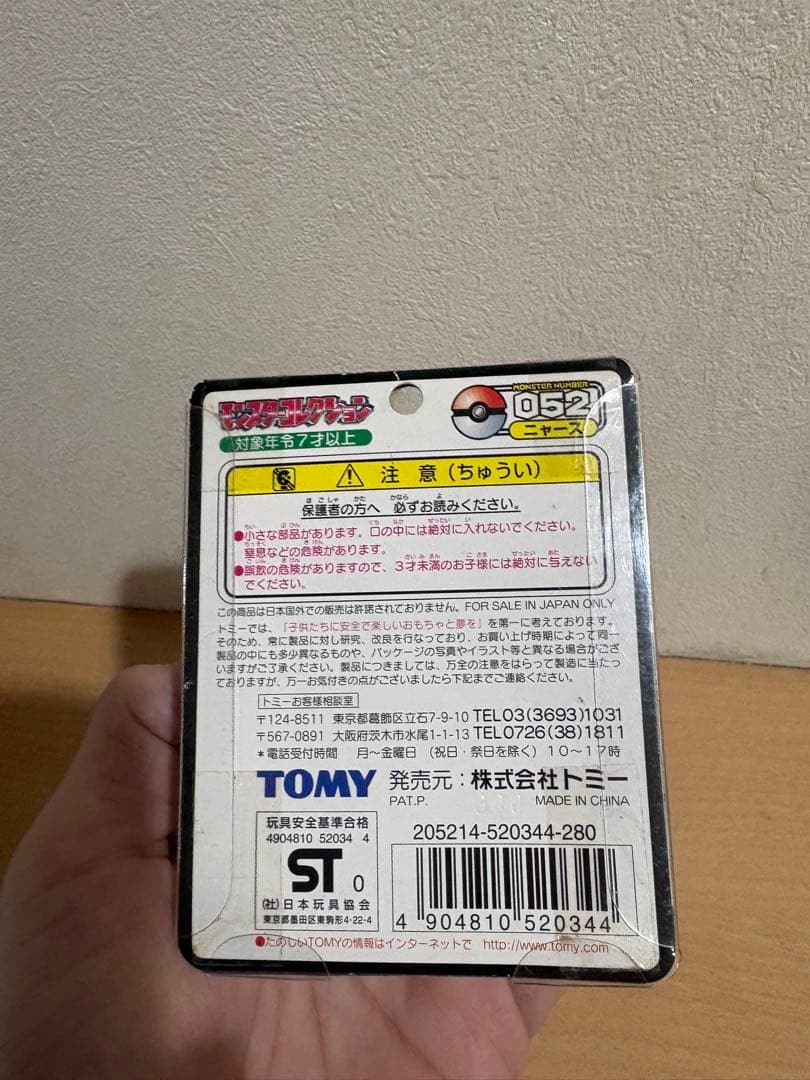 モンスターコレクション
対象年令7才以上
MONSTER NUMBER
052
ニャース
注意(ちゅうい)
保護者の方へ 必ずお読みください。
●小さな部品があります。口の中には絶対に入れないでください。
窒息などの危険があります。
●誤飲の危険がありますので、3才未満のお子様には絶対に与えない
でください。
この商品は日本国外での販売は許諾されておりません。FOR SALE IN JAPAN ONLY
トミーでは、「子供たちに安全で楽しいおもちゃと夢を」を第一に考えております。
そのため、常に製品に対し研究、改良を行なっており、お買い上げ時期によって同一
製品の中にも多少異なるものや、パッケージの写真やイラスト等と異なる場合がござ
いますがご了承ください。製品につきましては、万全の注意をはらって製造に当たっ
ておりますが、万一お気付きの点がございましたら下記までご連絡ください。
トミーお客様相談室
〒124-8511 東京都葛飾区立石7-9-10 TEL03(3693)1031
〒567-0891 大阪府茨木市水尾1-1-13 TEL0726(38)1811
*電話受付時間 月〜金曜日 (祝日・祭日を除く) 10〜17時
TOMY 発売元:株式会社トミー
PAT.P. MADE IN CHINA
玩具安全基準合格
4904810 52034 4
ST 0
(社)日本玩具協会
東京都墨田区東駒形4-22-4
205214-520344-280
4 904810 520344
●たのしいTOMYの情報はインターネットで http://www.tomy.com